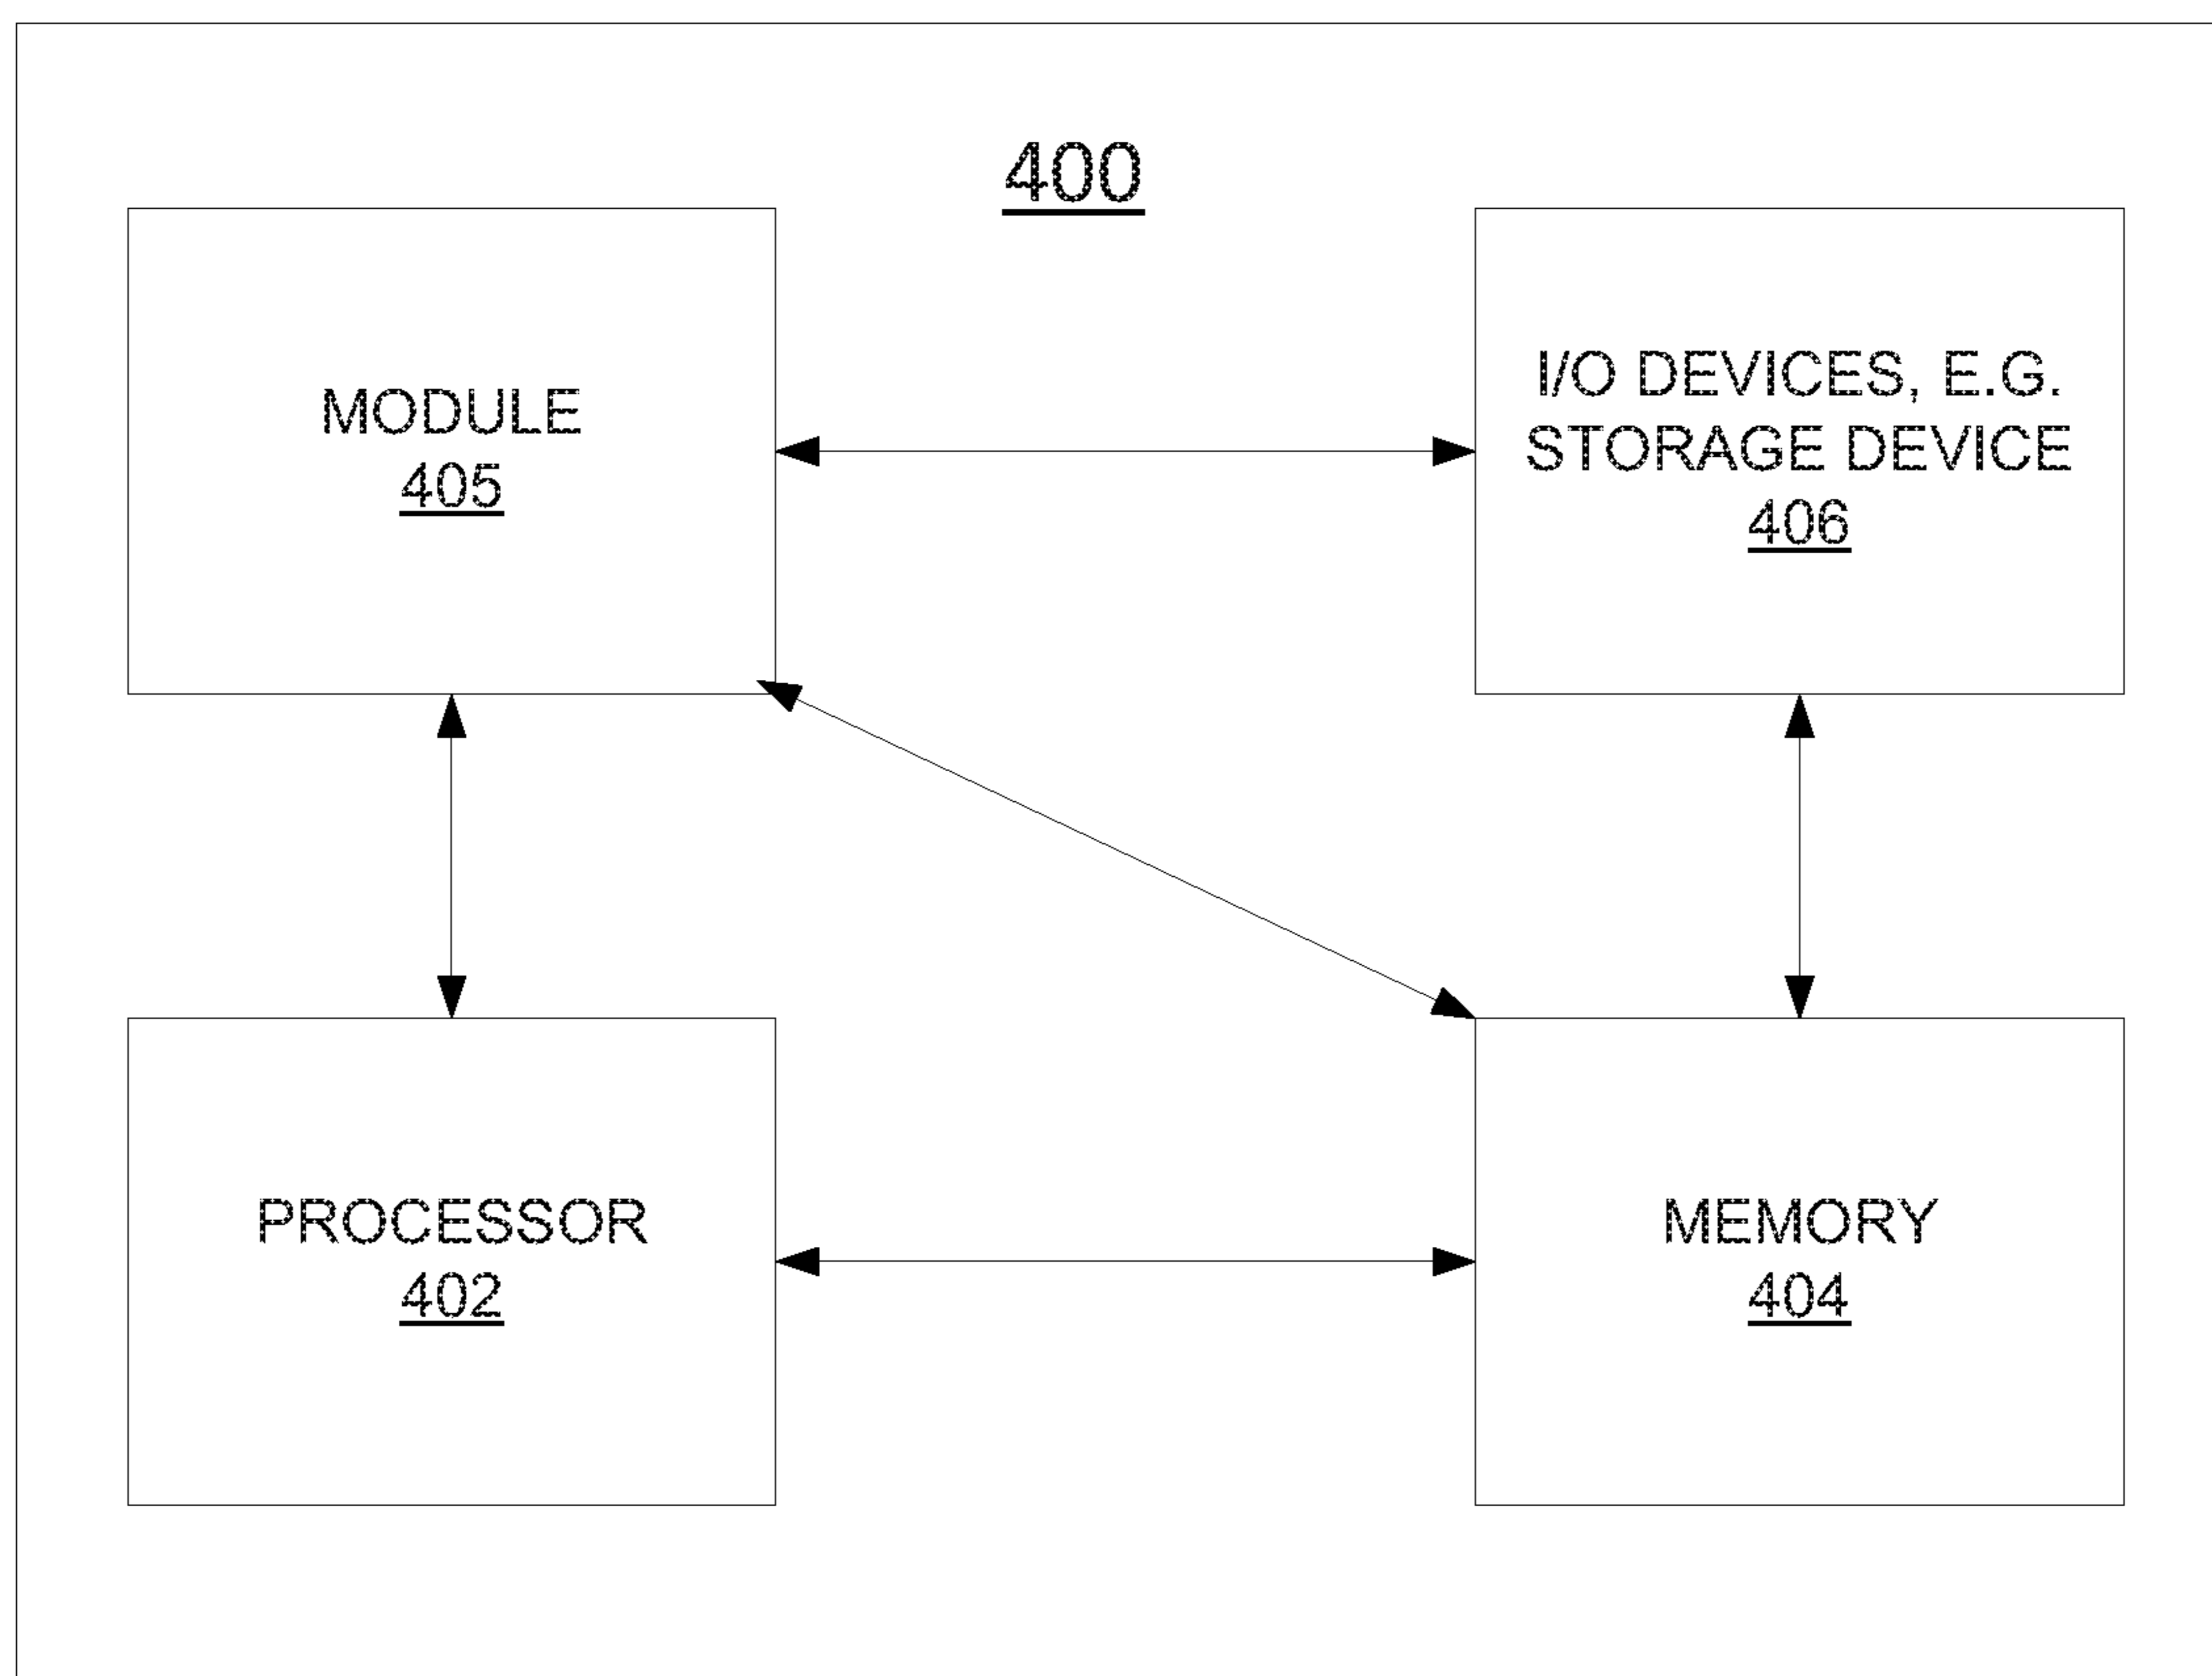 400
MODULE
405
I/O DEVICES, E.G.
STORAGE DEVICE
406
PROCESSOR
402
MEMORY
404